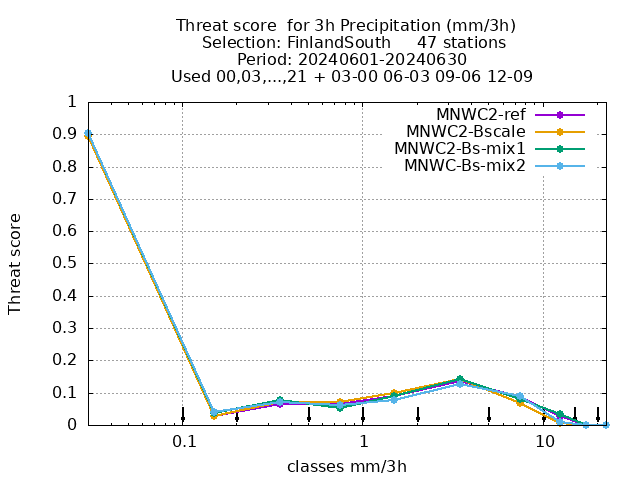 Threat score  for 3h Precipitation (mm/3h)
Selection: FinlandSouth     47 stations
Period: 20240601-20240630
Used 00,03,...,21 + 03-00 06-03 09-06 12-09
MNWC2-ref
MNWC2-Bscale
MNWC2-Bs-mix1
MNWC-Bs-mix2
Threat score
1
0.9
0.8
0.7
0.6
0.5
0.4
0.3
0.2
0.1
0
0.1 1 10
classes mm/3h